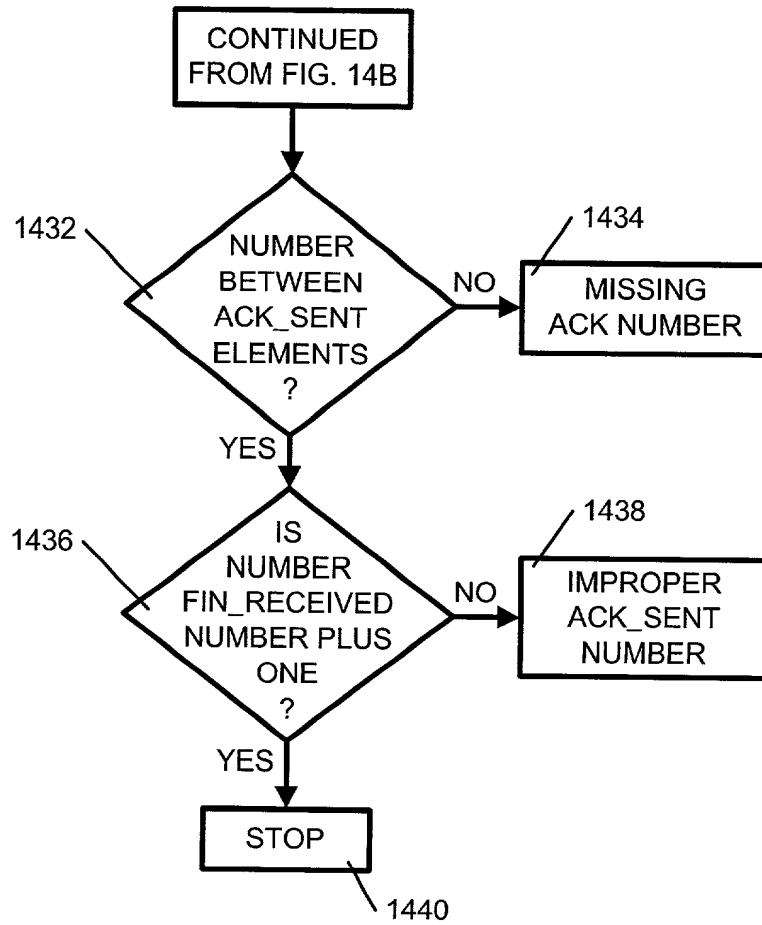 CONTINUED
FROM FIG. 14B
1432
NUMBER
BETWEEN
ACK_SENT
ELEMENTS
?
NO
1434
MISSING
ACK NUMBER
YES
1436
IS
NUMBER
FIN_RECEIVED
NUMBER PLUS
ONE
?
NO
1438
IMPROPER
ACK_SENT
NUMBER
YES
STOP
1440